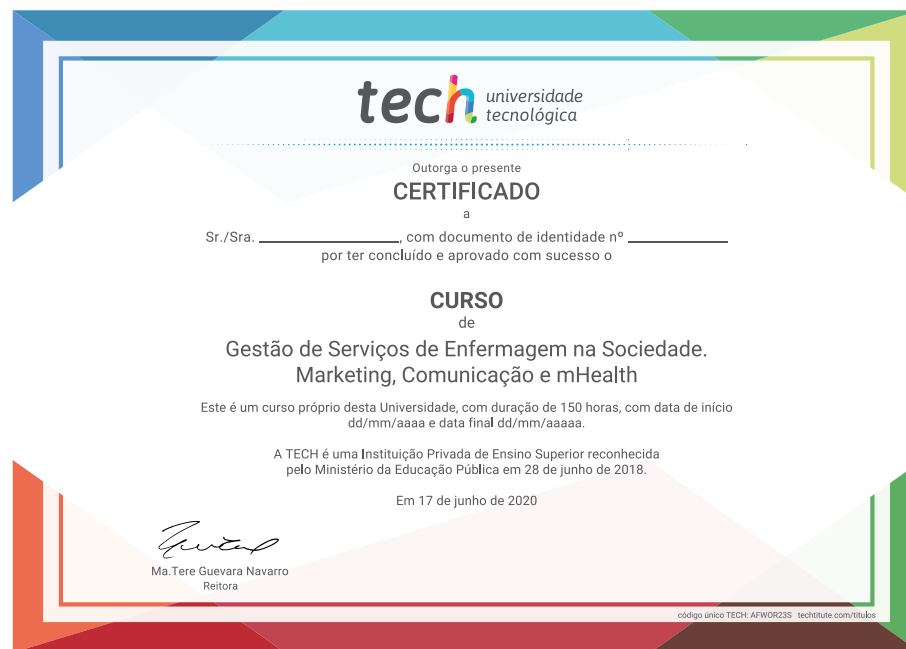 tech universidade
tecnológica
Outorga o presente
CERTIFICADO
a
Sr./Sra. ____________, com documento de identidade nº ____________
por ter concluído e aprovado com sucesso o
CURSO
de
Gestão de Serviços de Enfermagem na Sociedade.
Marketing, Comunicação e mHealth
Este é um curso próprio desta Universidade, com duração de 150 horas, com data de início
dd/mm/aaaa e data final dd/mm/aaaaa.
A TECH é uma Instituição Privada de Ensino Superior reconhecida
pelo Ministério da Educação Pública em 28 de junho de 2018.
Em 17 de junho de 2020
Ma.Tere Guevara Navarro
Reitora
código único TECH: AFWOR23S techtitute.com/titulos